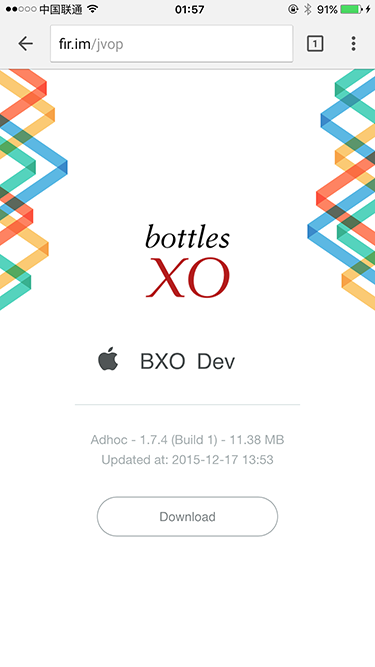 中国联通 01:57 91%
fir.im/jvop 1
bottles
XO
BXO Dev
Adhoc - 1.7.4 (Build 1) - 11.38 MB
Updated at: 2015-12-17 13:53
Download